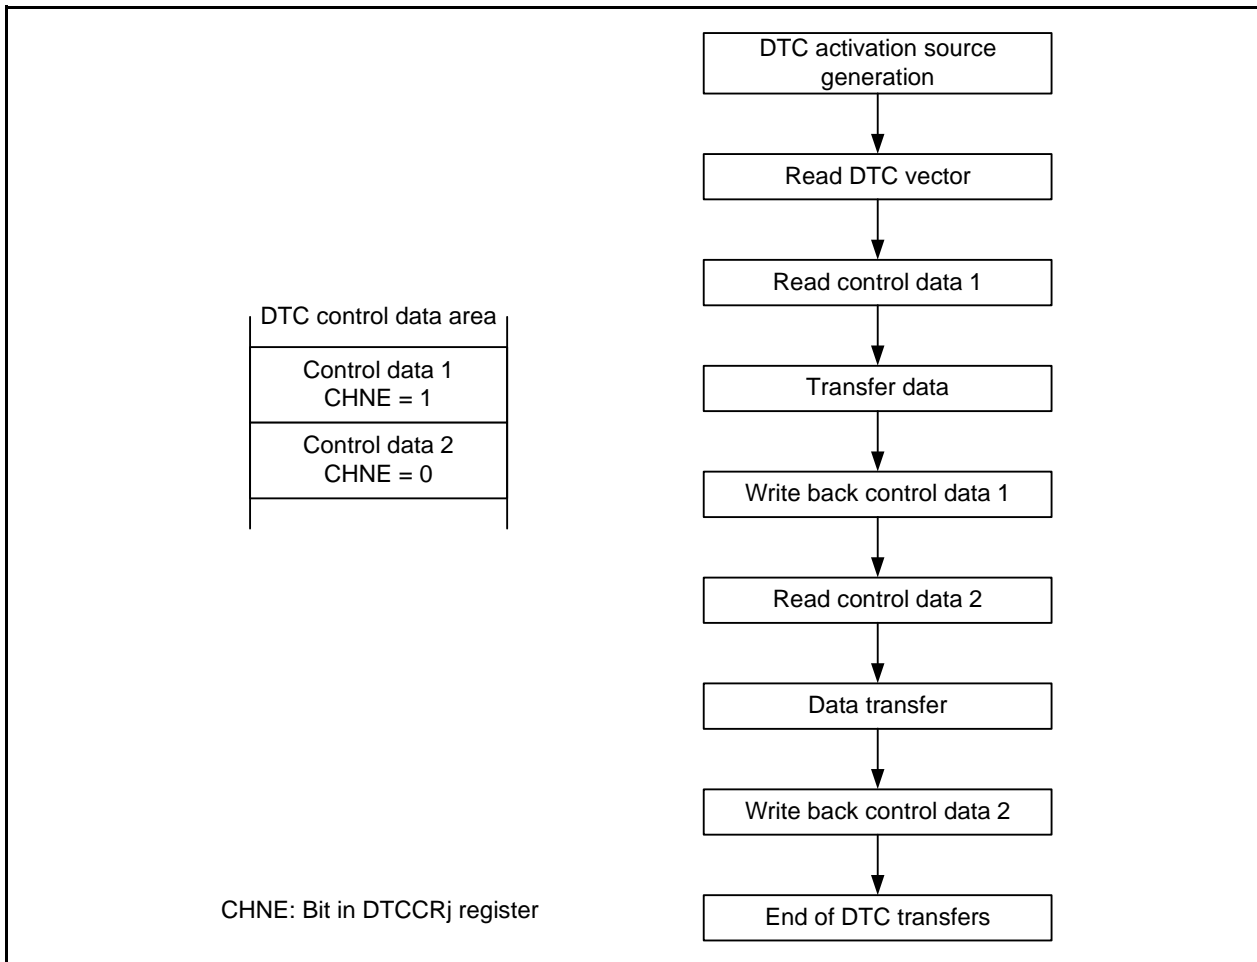 DTC control data area
Control data 1
CHNE = 1
Control data 2
CHNE = 0
CHNE: Bit in DTCCRj register
DTC activation source
generation
Read DTC vector
Read control data 1
Transfer data
Write back control data 1
Read control data 2
Data transfer
Write back control data 2
End of DTC transfers